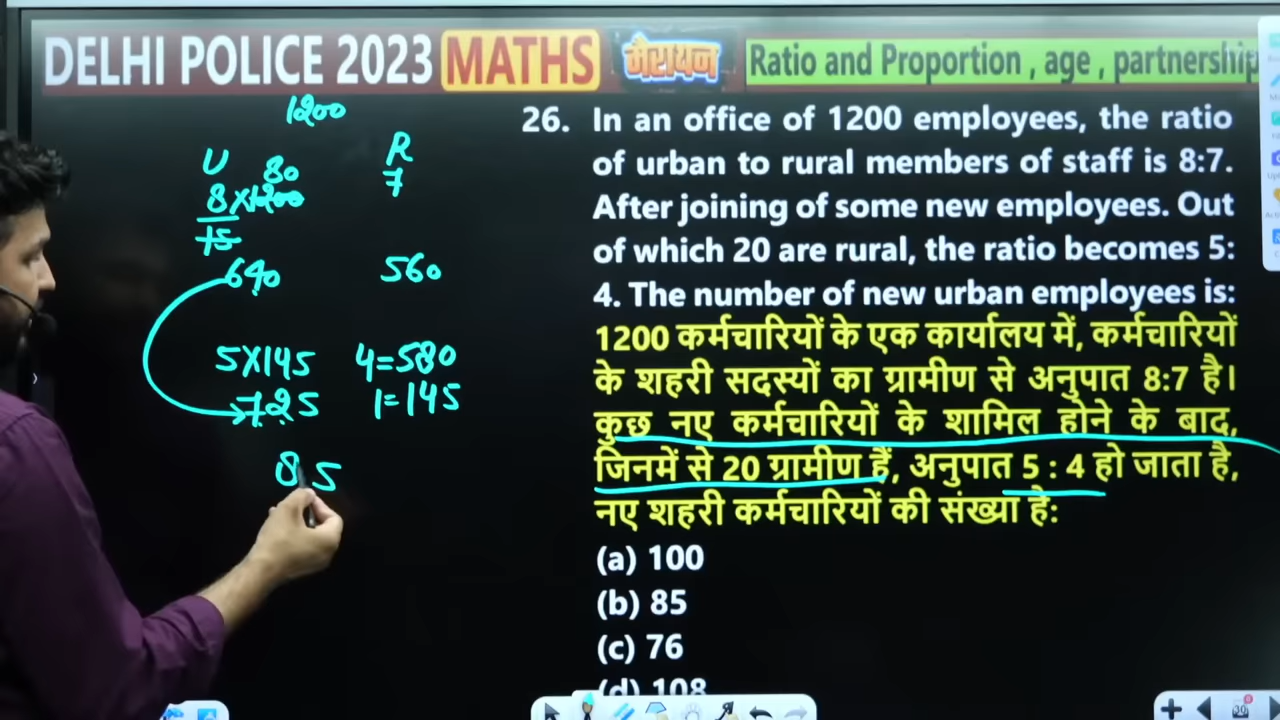 DELHI POLICE 2023 MATHS मैराथन Ratio and Proportion , age , partnership
1200
U 80 R
8×1200 7
15
640 560
5×145 4=580
725 1=145
85
26. In an office of 1200 employees, the ratio
of urban to rural members of staff is 8:7.
After joining of some new employees. Out
of which 20 are rural, the ratio becomes 5:
4. The number of new urban employees is:
1200 कर्मचारियों के एक कार्यालय में, कर्मचारियों
के शहरी सदस्यों का ग्रामीण से अनुपात 8:7 है।
कुछ नए कर्मचारियों के शामिल होने के बाद,
जिनमें से 20 ग्रामीण हैं, अनुपात 5 : 4 हो जाता है,
नए शहरी कर्मचारियों की संख्या है:
(a) 100
(b) 85
(c) 76
(d) 108